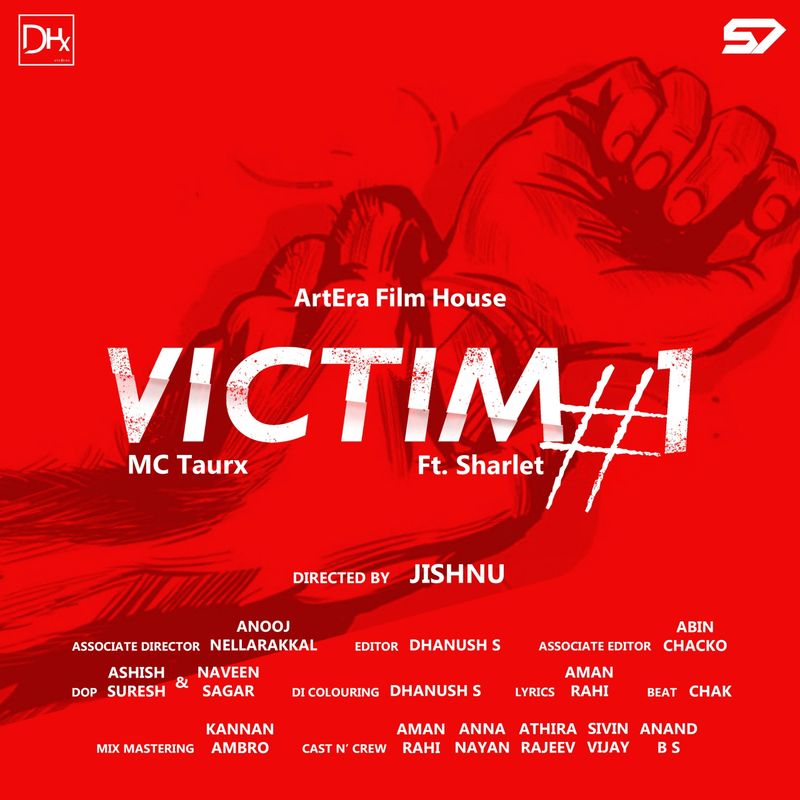 DHx
studios
S7
ArtEra Film House
VICTIM#1
MC Taurx Ft. Sharlet
DIRECTED BY JISHNU
ASSOCIATE DIRECTOR ANOOJ NELLARAKKAL EDITOR DHANUSH S ASSOCIATE EDITOR ABIN CHACKO
DOP ASHISH SURESH & NAVEEN SAGAR DI COLOURING DHANUSH S LYRICS AMAN RAHI BEAT CHAK
MIX MASTERING KANNAN AMBRO CAST N' CREW AMAN RAHI ANNA NAYAN ATHIRA RAJEEV SIVIN VIJAY ANAND B S